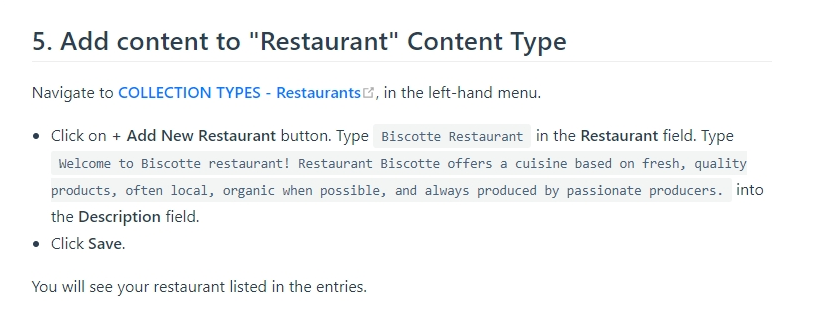 5. Add content to "Restaurant" Content Type
Navigate to COLLECTION TYPES - Restaurants, in the left-hand menu.
• Click on + Add New Restaurant button. Type Biscotte Restaurant in the Restaurant field. Type
Welcome to Biscotte restaurant! Restaurant Biscotte offers a cuisine based on fresh, quality
products, often local, organic when possible, and always produced by passionate producers. into
the Description field.
• Click Save.
You will see your restaurant listed in the entries.